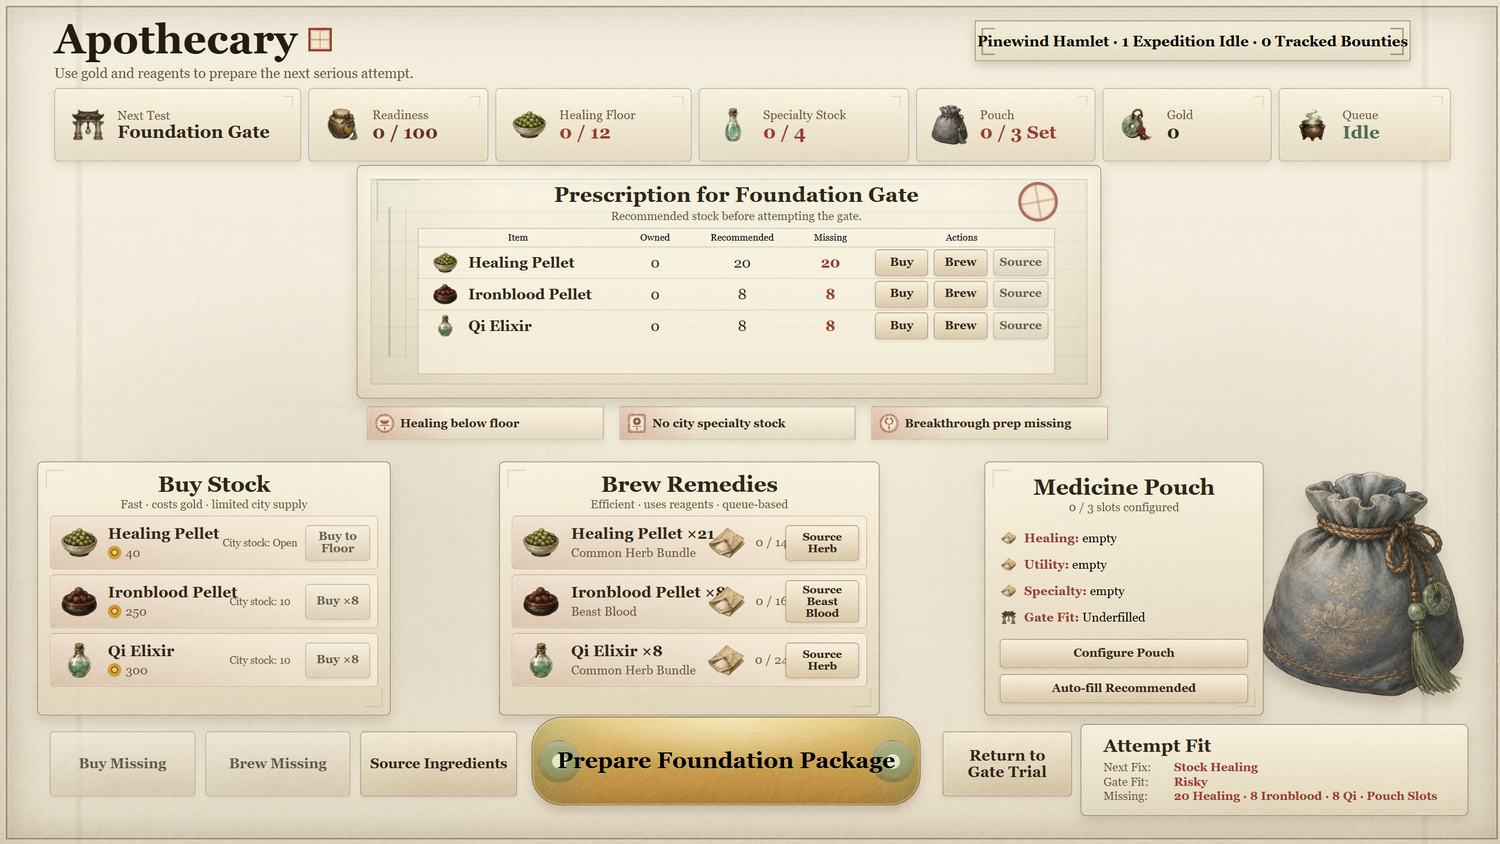 Apothecary
Use gold and reagents to prepare the next serious attempt.
Pinewind Hamlet · 1 Expedition Idle · 0 Tracked Bounties
Next Test
Foundation Gate
Readiness
0 / 100
Healing Floor
0 / 12
Specialty Stock
0 / 4
Pouch
0 / 3 Set
Gold
0
Queue
Idle
Prescription for Foundation Gate
Recommended stock before attempting the gate.
Item Owned Recommended Missing Actions
Healing Pellet 0 20 20 Buy Brew Source
Ironblood Pellet 0 8 8 Buy Brew Source
Qi Elixir 0 8 8 Buy Brew Source
Healing below floor
No city specialty stock
Breakthrough prep missing
Buy Stock
Fast · costs gold · limited city supply
Healing Pellet
40
City stock: Open
Buy to
Floor
Ironblood Pellet
250
City stock: 10
Buy ×8
Qi Elixir
300
City stock: 10
Buy ×8
Brew Remedies
Efficient · uses reagents · queue-based
Healing Pellet ×21
Common Herb Bundle
0 / 14
Source
Herb
Ironblood Pellet ×8
Beast Blood
0 / 16
Source
Beast
Blood
Qi Elixir ×8
Common Herb Bundle
0 / 24
Source
Herb
Medicine Pouch
0 / 3 slots configured
Healing: empty
Utility: empty
Specialty: empty
Gate Fit: Underfilled
Configure Pouch
Auto-fill Recommended
Buy Missing
Brew Missing
Source Ingredients
Prepare Foundation Package
Return to
Gate Trial
Attempt Fit
Next Fix: Stock Healing
Gate Fit: Risky
Missing: 20 Healing · 8 Ironblood · 8 Qi · Pouch Slots